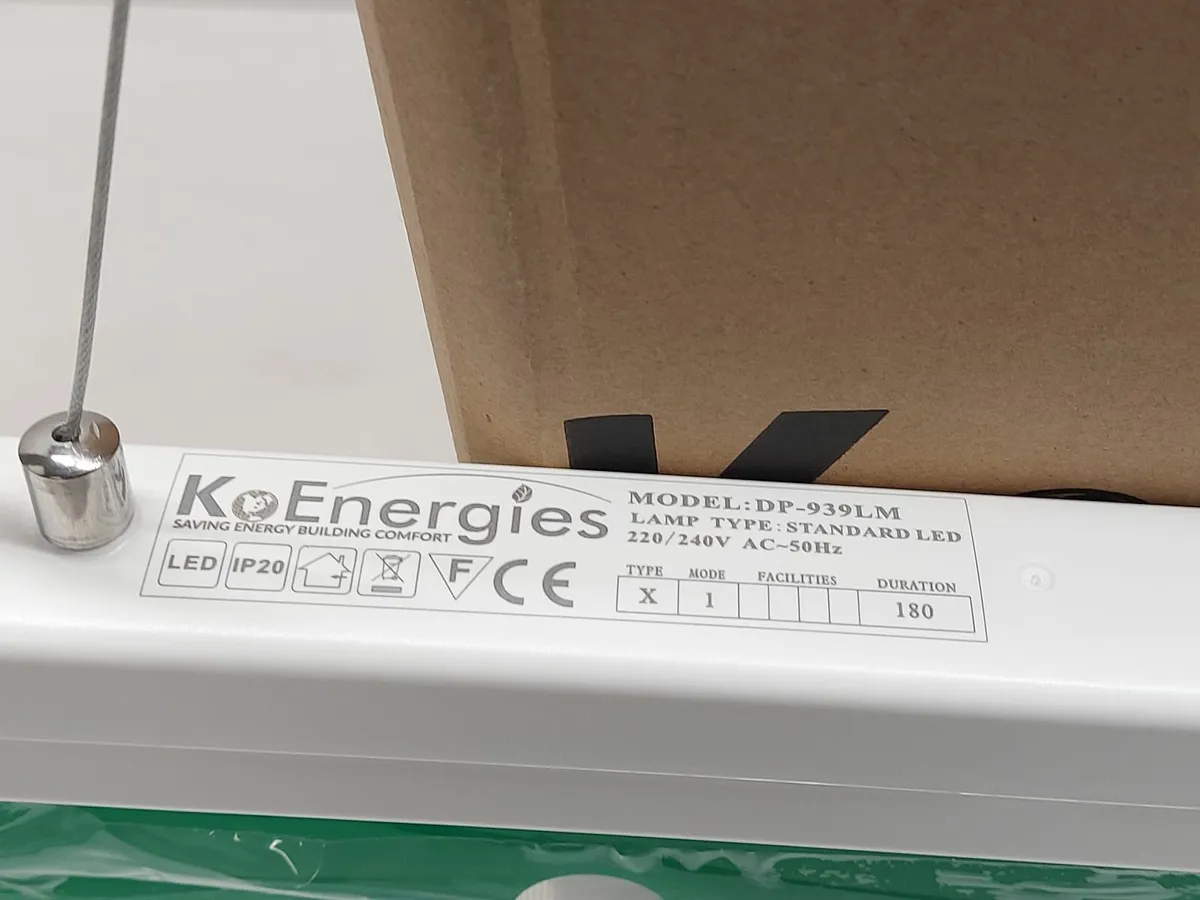 KoEnergies
SAVING ENERGY BUILDING COMFORT
LED IP20 F CE
MODEL:DP-939LM
LAMP TYPE:STANDARD LED
220/240V AC~50Hz
TYPE MODE FACILITIES DURATION
X 1 180